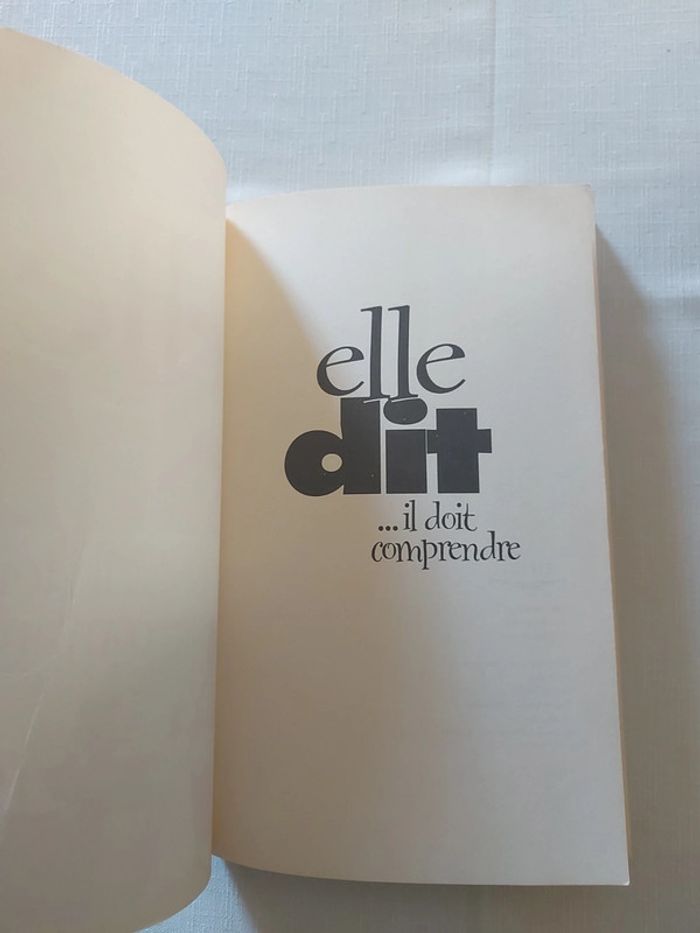 elle
dit
...il doit
comprendre